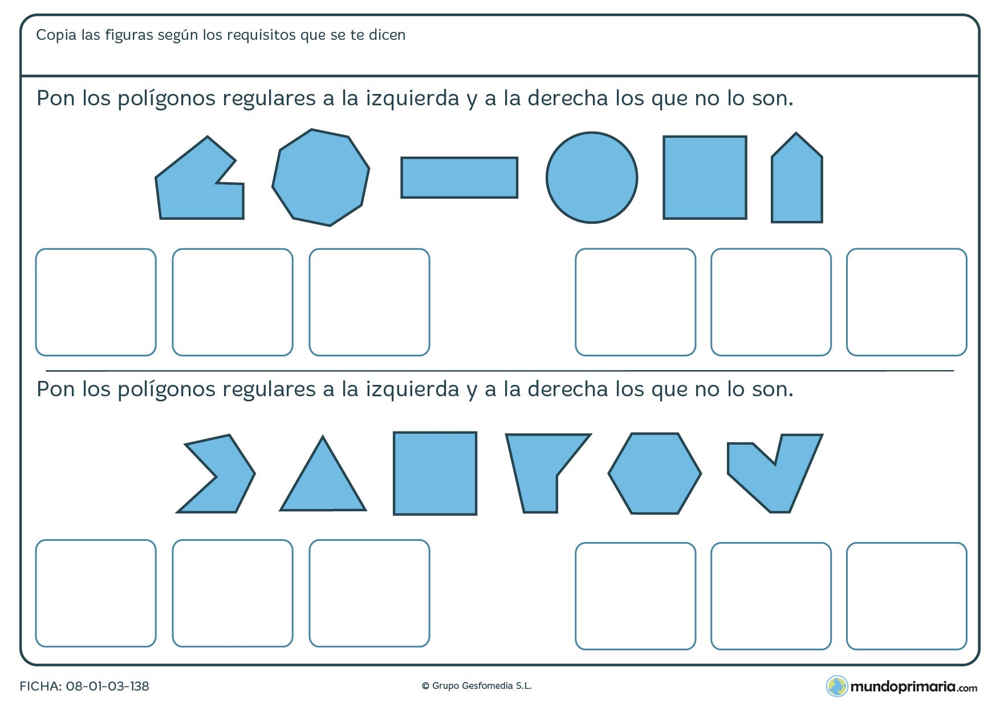 Copia las figuras según los requisitos que se te dicen
Pon los polígonos regulares a la izquierda y a la derecha los que no lo son.
Pon los polígonos regulares a la izquierda y a la derecha los que no lo son.
FICHA: 08-01-03-138
© Grupo Gesfomedia S.L.
mundoprimaria.com